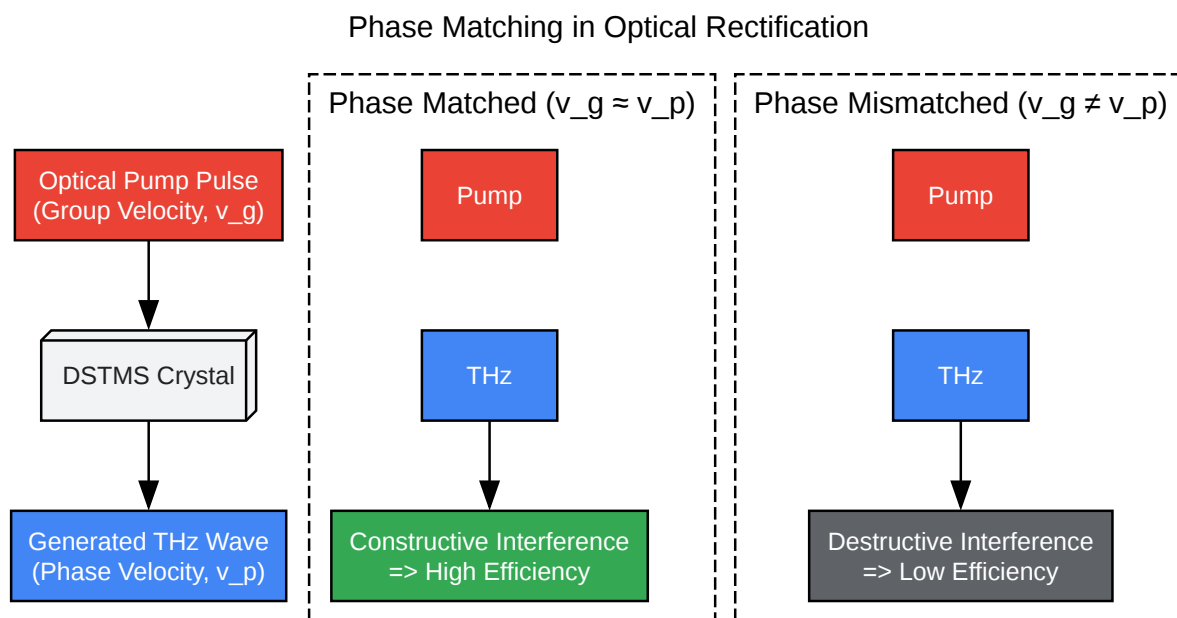 Phase Matching in Optical Rectification
Optical Pump Pulse
(Group Velocity, v_g)
DSTMS Crystal
Generated THz Wave
(Phase Velocity, v_p)
Phase Matched (v_g ≈ v_p)
Pump
THz
Constructive Interference
=> High Efficiency
Phase Mismatched (v_g ≠ v_p)
Pump
THz
Destructive Interference
=> Low Efficiency